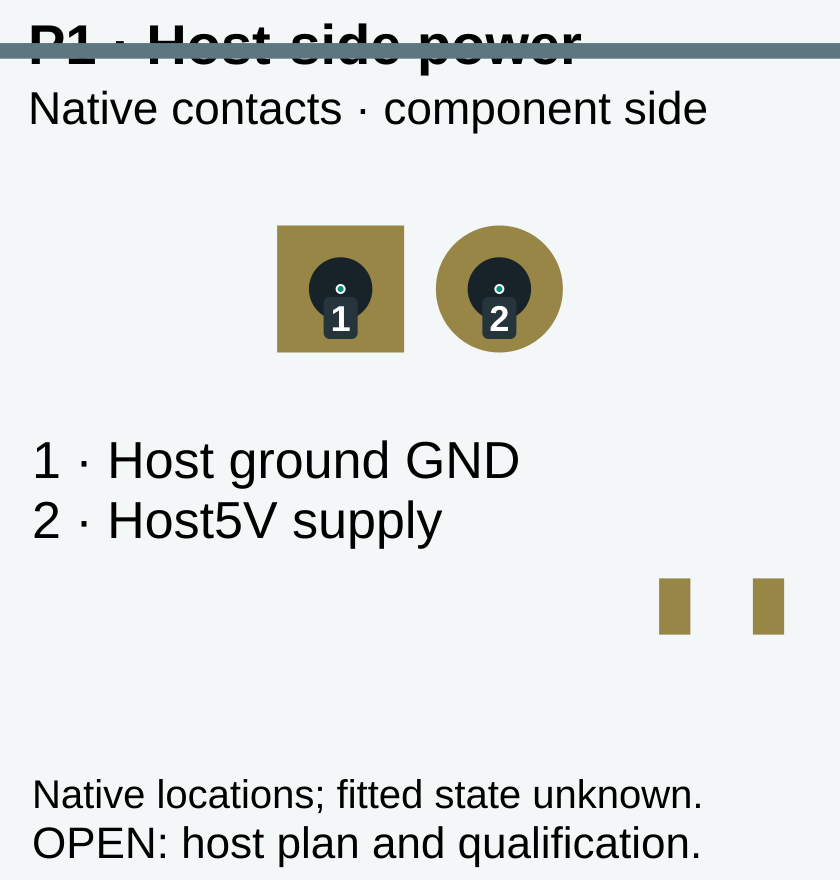 P1 · Host-side power
Native contacts · component side
1 2
1 · Host ground GND
2 · Host5V supply
Native locations; fitted state unknown.
OPEN: host plan and qualification.